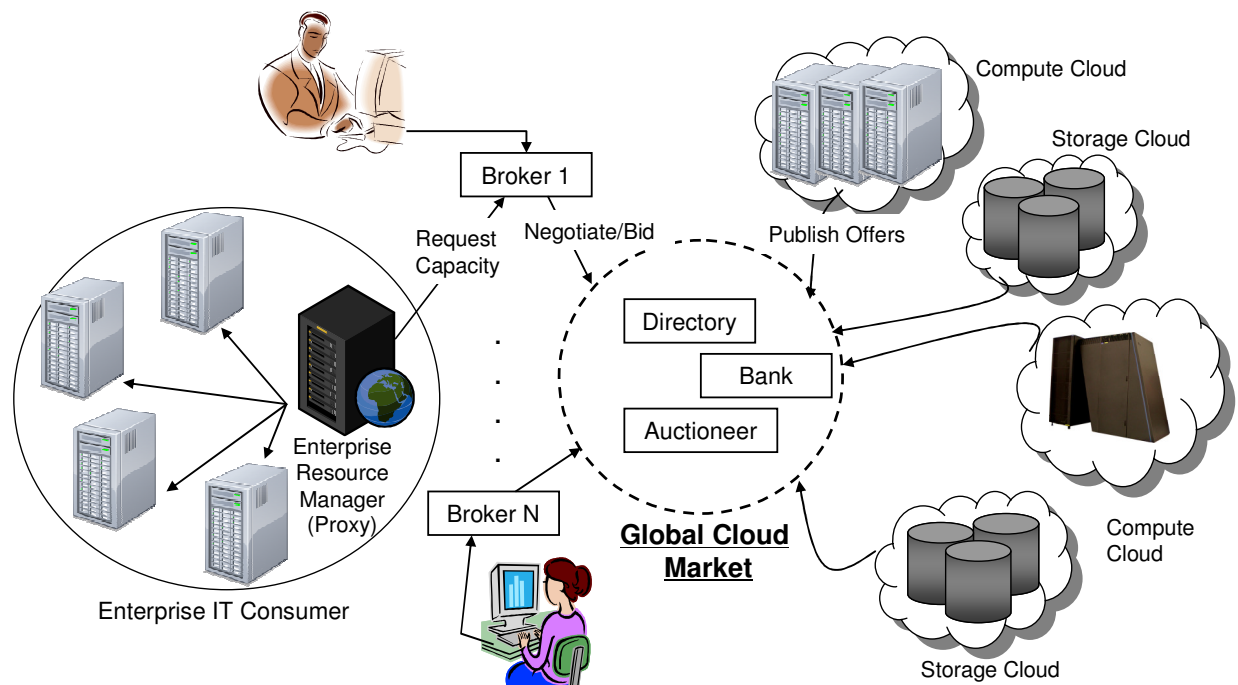 Compute Cloud
Storage Cloud
Broker 1
Request
Capacity
Negotiate/Bid
Publish Offers
Directory
Bank
Auctioneer
Enterprise
Resource
Manager
(Proxy)
Broker N
Global Cloud
Market
Compute
Cloud
Enterprise IT Consumer
Storage Cloud